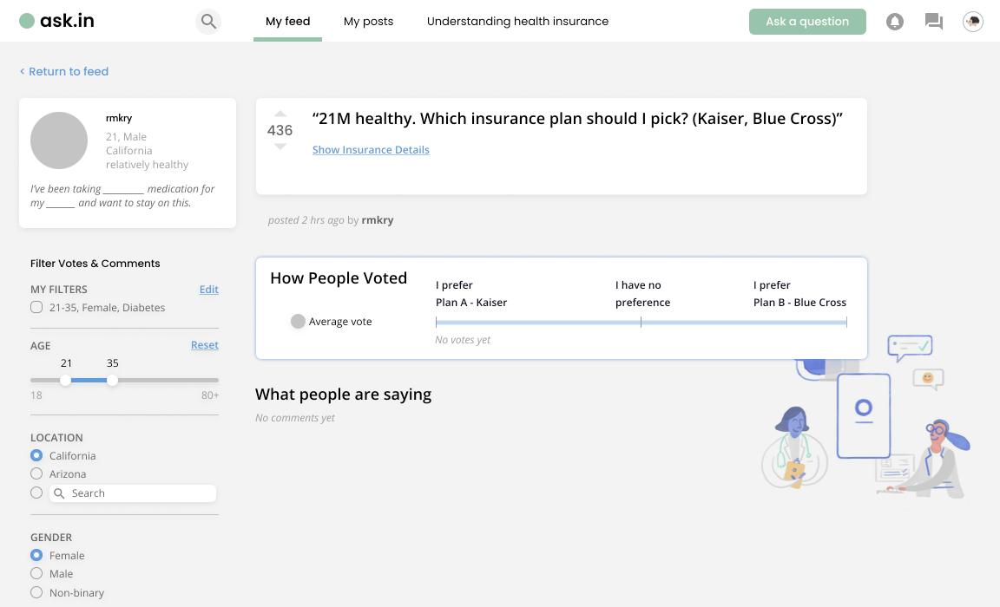 ask.in
My feed
My posts
Understanding health insurance
Ask a question
< Return to feed
rmkry
21, Male
California
relatively healthy
I've been taking _________ medication for
my ______ and want to stay on this.
436
“21M healthy. Which insurance plan should I pick? (Kaiser, Blue Cross)”
Show Insurance Details
posted 2 hrs ago by rmkry
Filter Votes & Comments
MY FILTERS
Edit
21-35, Female, Diabetes
AGE
Reset
21
35
18
80+
LOCATION
California
Arizona
Search
GENDER
Female
Male
Non-binary
How People Voted
Average vote
I prefer
Plan A - Kaiser
I have no
preference
I prefer
Plan B - Blue Cross
No votes yet
What people are saying
No comments yet